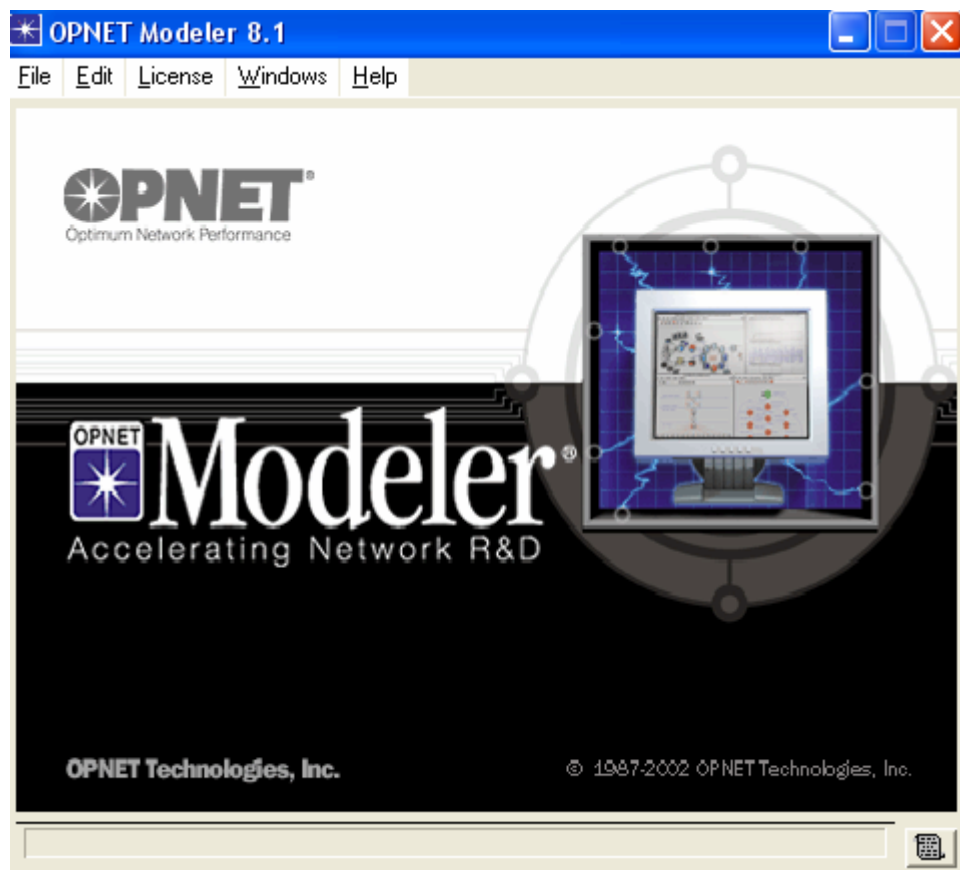 OPNET Modeler 8.1
File Edit License Windows Help
OPNET®
Optimum Network Performance
OPNET
Modeler®
Accelerating Network R&D
OPNET Technologies, Inc.
© 1987-2002 OPNET Technologies, Inc.